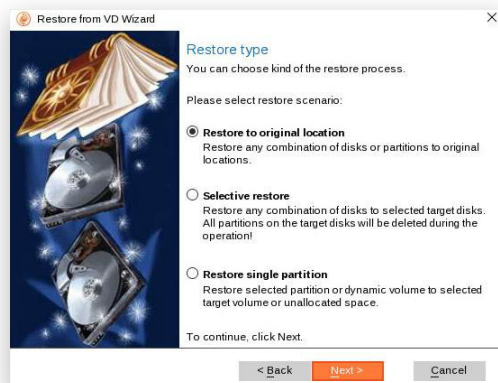 Restore from VD Wizard
Restore type
You can choose kind of the restore process.
Please select restore scenario:
Restore to original location
Restore any combination of disks or partitions to original
locations.
Selective restore
Restore any combination of disks to selected target disks.
All partitions on the target disks will be deleted during the
operation!
Restore single partition
Restore selected partition or dynamic volume to selected
target volume or unallocated space.
To continue, click Next.
< Back
Next >
Cancel